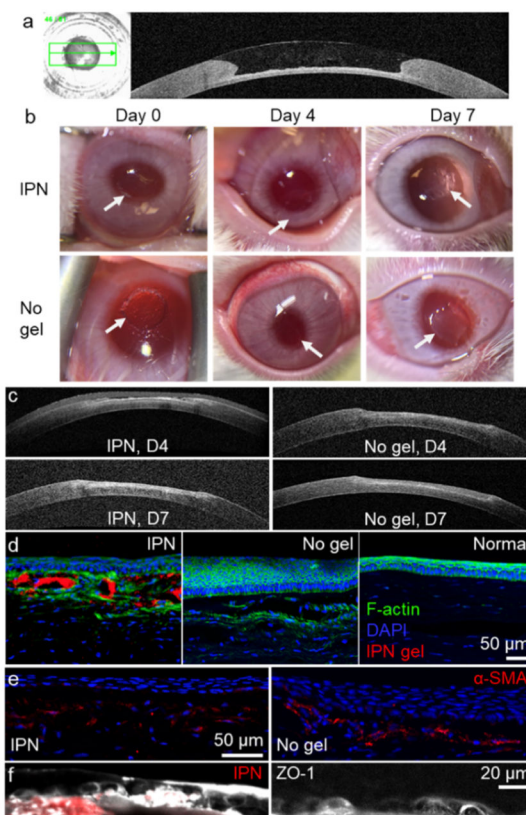 a
b
Day 0 Day 4 Day 7
IPN
No
gel
c
IPN, D4 No gel, D4
IPN, D7 No gel, D7
d
IPN No gel Norma
F-actin
DAPI
IPN gel
50 µm
e
α-SMA
IPN
50 µm
No gel
f
IPN ZO-1
20 µm